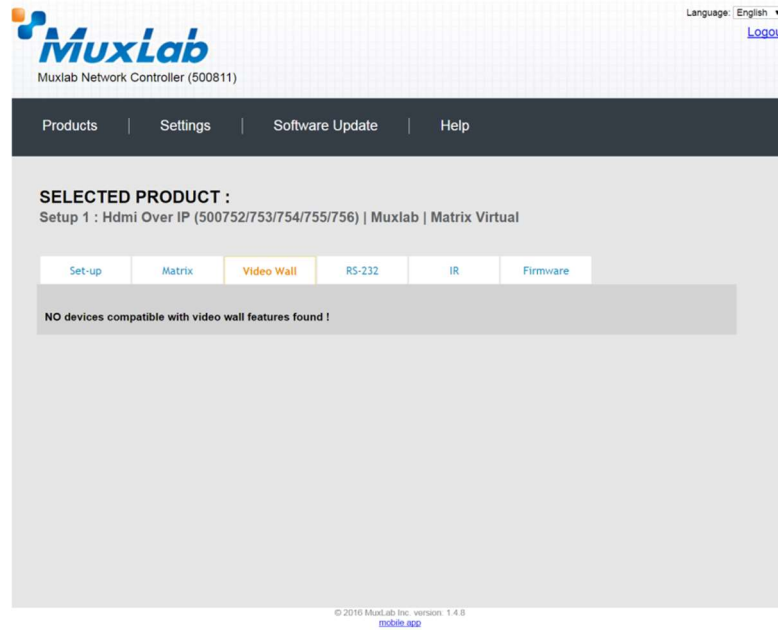 Language: English
Logou
MuxLab
Muxlab Network Controller (500811)
Products | Settings | Software Update | Help
SELECTED PRODUCT :
Setup 1 : Hdmi Over IP (500752/753/754/755/756) | Muxlab | Matrix Virtual
Set-up Matrix Video Wall RS-232 IR Firmware
NO devices compatible with video wall features found !
© 2016 MuxLab Inc. version: 1.4.8
mobile app